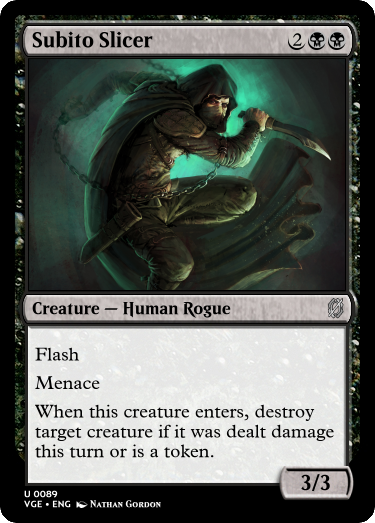 Subito Slicer 2
Creature — Human Rogue
Flash
Menace
When this creature enters, destroy
target creature if it was dealt damage
this turn or is a token.
3/3
U 0089
VGE • ENG Nathan Gordon